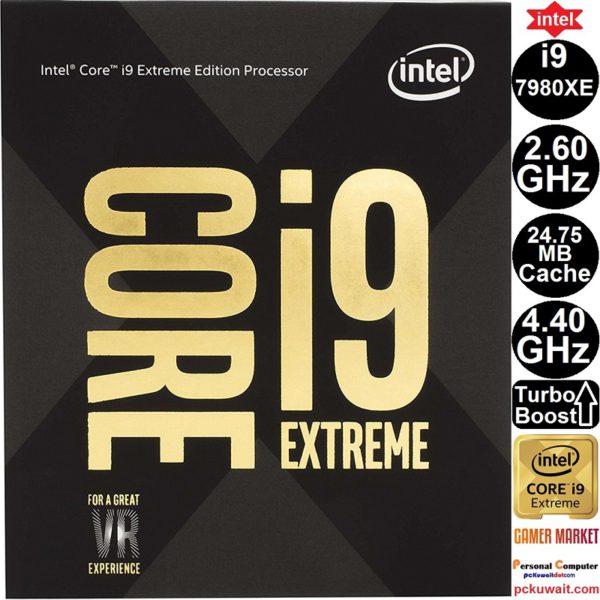 Intel® Core™ i9 Extreme Edition Processor
intel
CORE
i9
EXTREME
FOR A GREAT
VR
EXPERIENCE
intel
i9
7980XE
2.60
GHz
24.75
MB
Cache
4.40
GHz
Turbo
Boost
intel
CORE™ i9
Extreme
GAMER MARKET
Personal Computer
pcKuwaitdotcom
pckuwait.com